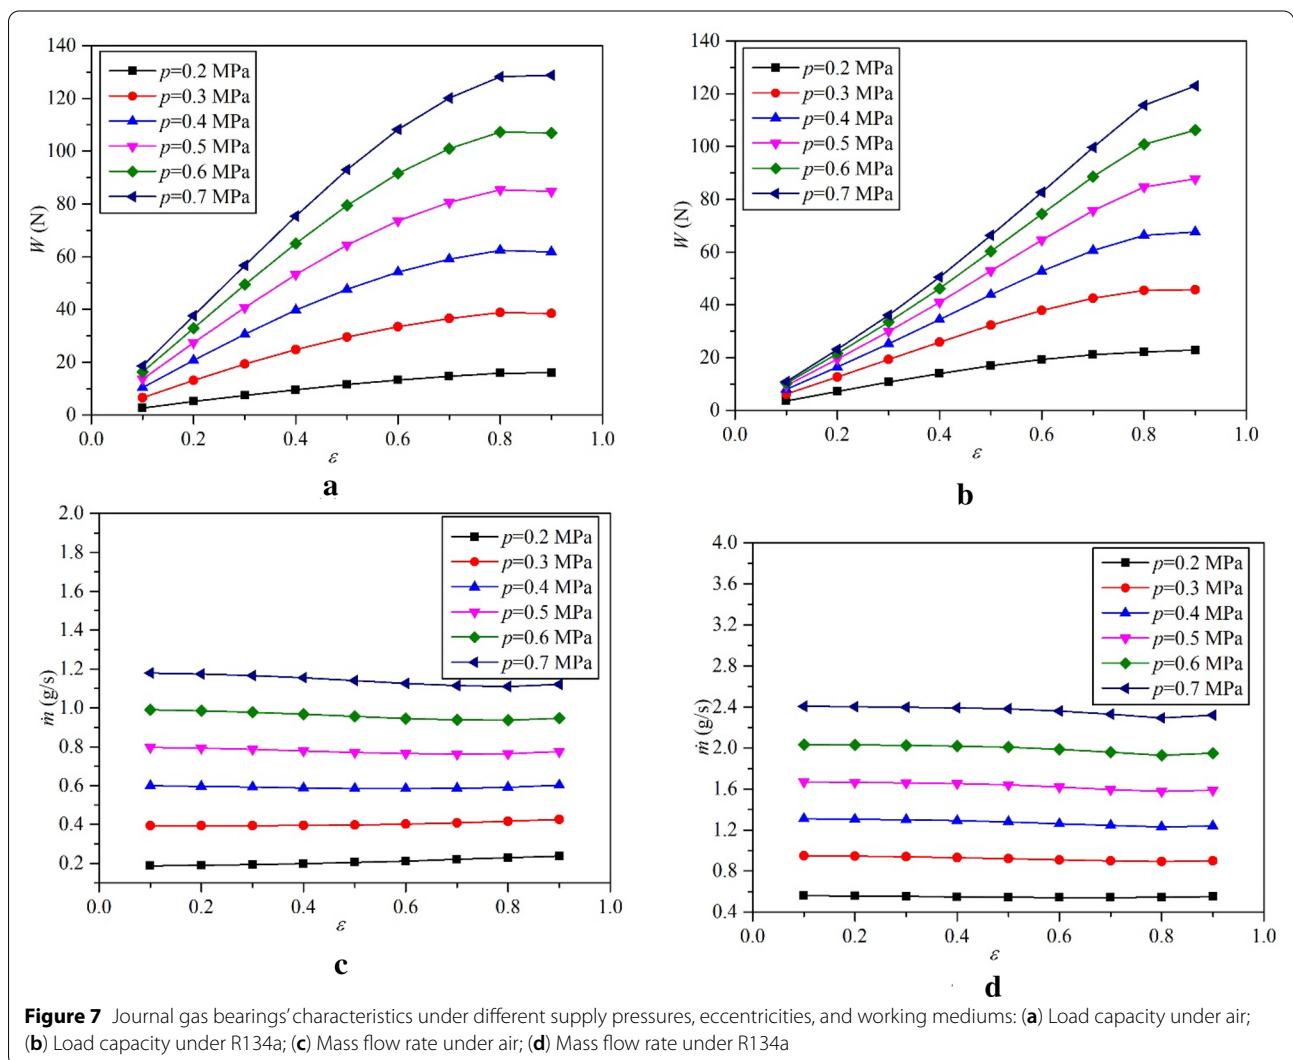 140
120
100
80
60
40
20
0
W (N)
p=0.2 MPa
p=0.3 MPa
p=0.4 MPa
p=0.5 MPa
p=0.6 MPa
p=0.7 MPa
0.0 0.2 0.4 0.6 0.8 1.0
ε
a
140
120
100
80
60
40
20
0
W (N)
p=0.2 MPa
p=0.3 MPa
p=0.4 MPa
p=0.5 MPa
p=0.6 MPa
p=0.7 MPa
0.0 0.2 0.4 0.6 0.8 1.0
ε
b
2.0
1.8
1.6
1.4
1.2
1.0
0.8
0.6
0.4
0.2
ṁ (g/s)
p=0.2 MPa
p=0.3 MPa
p=0.4 MPa
p=0.5 MPa
p=0.6 MPa
p=0.7 MPa
0.0 0.2 0.4 0.6 0.8 1.0
ε
c
4.0
3.6
3.2
2.8
2.4
2.0
1.6
1.2
0.8
0.4
ṁ (g/s)
p=0.2 MPa
p=0.3 MPa
p=0.4 MPa
p=0.5 MPa
p=0.6 MPa
p=0.7 MPa
0.0 0.2 0.4 0.6 0.8 1.0
ε
d
Figure 7 Journal gas bearings' characteristics under different supply pressures, eccentricities, and working mediums: (a) Load capacity under air;
(b) Load capacity under R134a; (c) Mass flow rate under air; (d) Mass flow rate under R134a